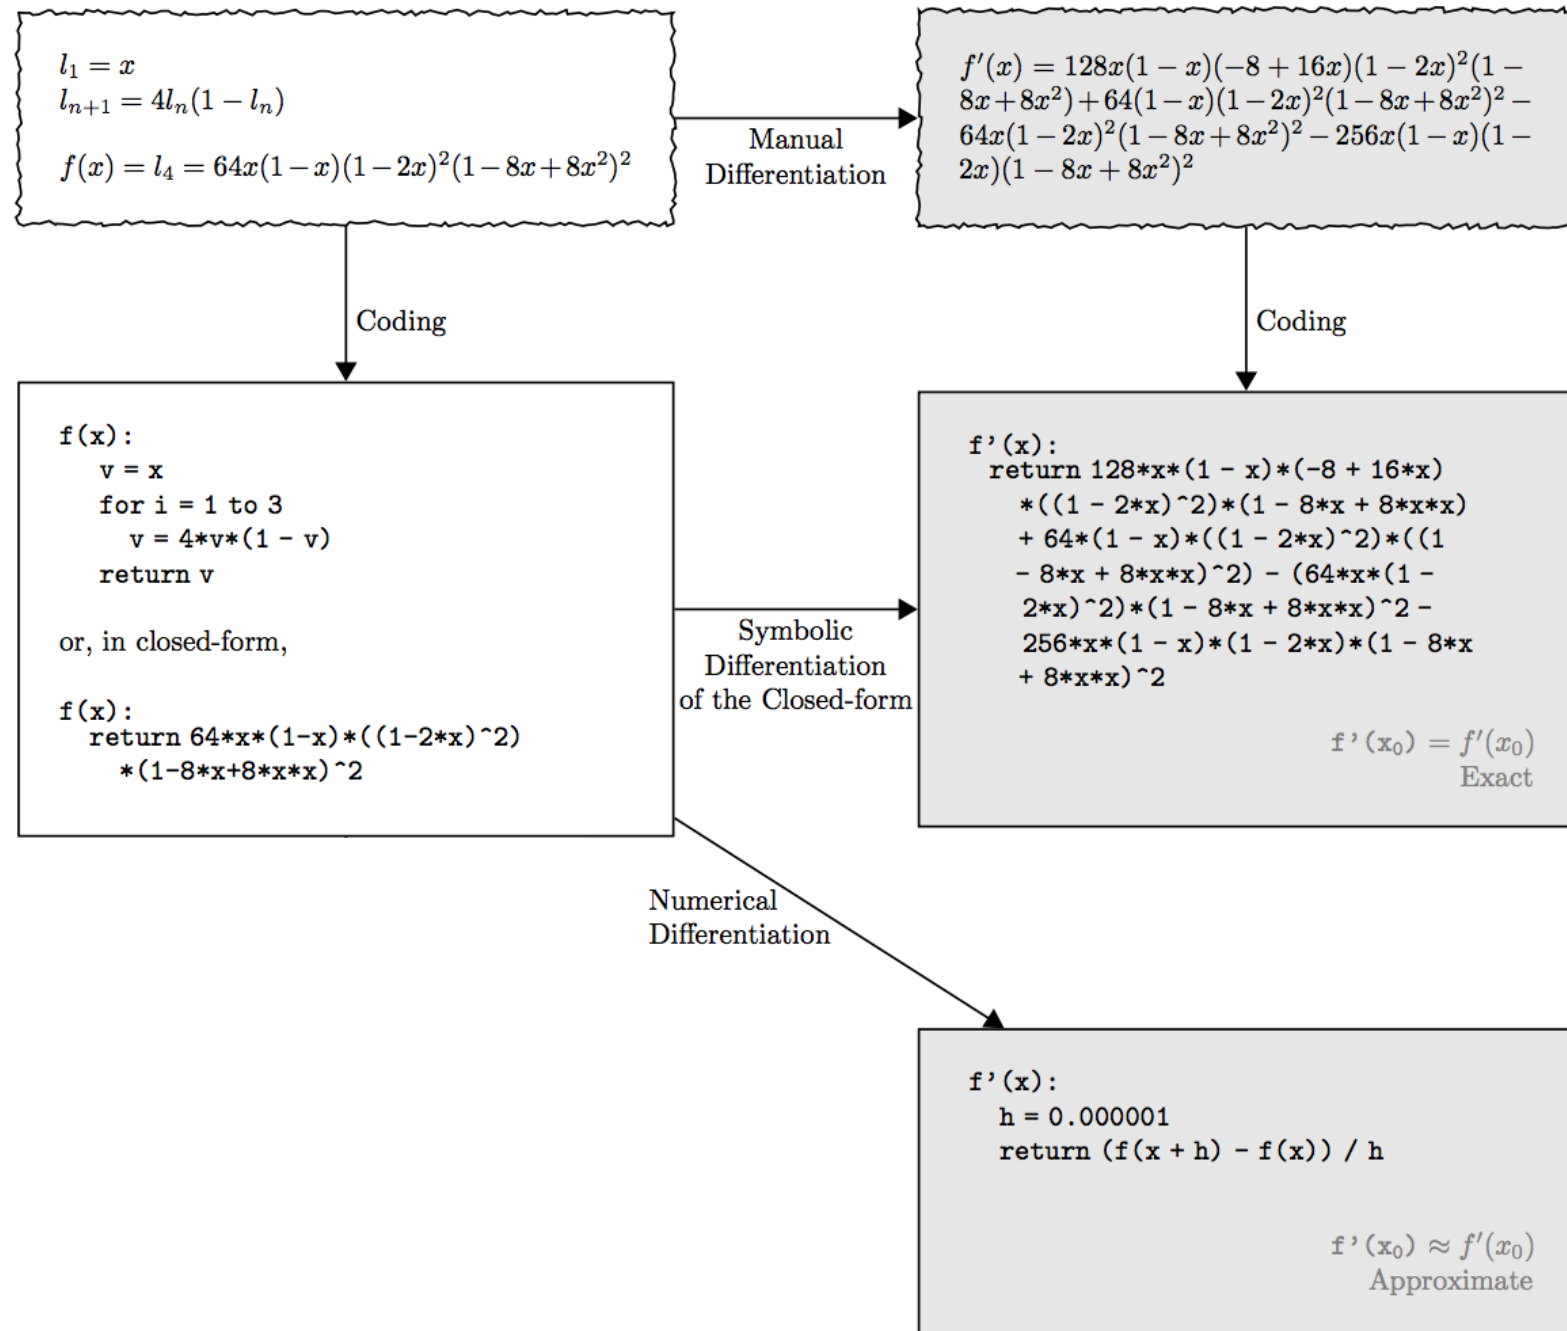 l₁ = x
lₙ₊₁ = 4lₙ(1 − lₙ)
f(x) = l₄ = 64x(1−x)(1−2x)²(1−8x+8x²)²
Manual
Differentiation
f′(x) = 128x(1 − x)(−8 + 16x)(1 − 2x)²(1 −
8x+8x²)+64(1−x)(1−2x)²(1−8x+8x²)² −
64x(1 − 2x)²(1 − 8x + 8x²)² − 256x(1 − x)(1 −
2x)(1 − 8x + 8x²)²
Coding
Coding
f(x):
v = x
for i = 1 to 3
v = 4*v*(1 - v)
return v
or, in closed-form,
f(x):
return 64*x*(1-x)*((1-2*x)^2)
*(1-8*x+8*x*x)^2
Symbolic
Differentiation
of the Closed-form
f'(x):
return 128*x*(1 - x)*(-8 + 16*x)
*((1 - 2*x)^2)*(1 - 8*x + 8*x*x)
+ 64*(1 - x)*((1 - 2*x)^2)*((1
- 8*x + 8*x*x)^2) - (64*x*(1 -
2*x)^2)*(1 - 8*x + 8*x*x)^2 -
256*x*(1 - x)*(1 - 2*x)*(1 - 8*x
+ 8*x*x)^2
f'(x₀) = f′(x₀)
Exact
Numerical
Differentiation
f'(x):
h = 0.000001
return (f(x + h) - f(x)) / h
f'(x₀) ≈ f′(x₀)
Approximate